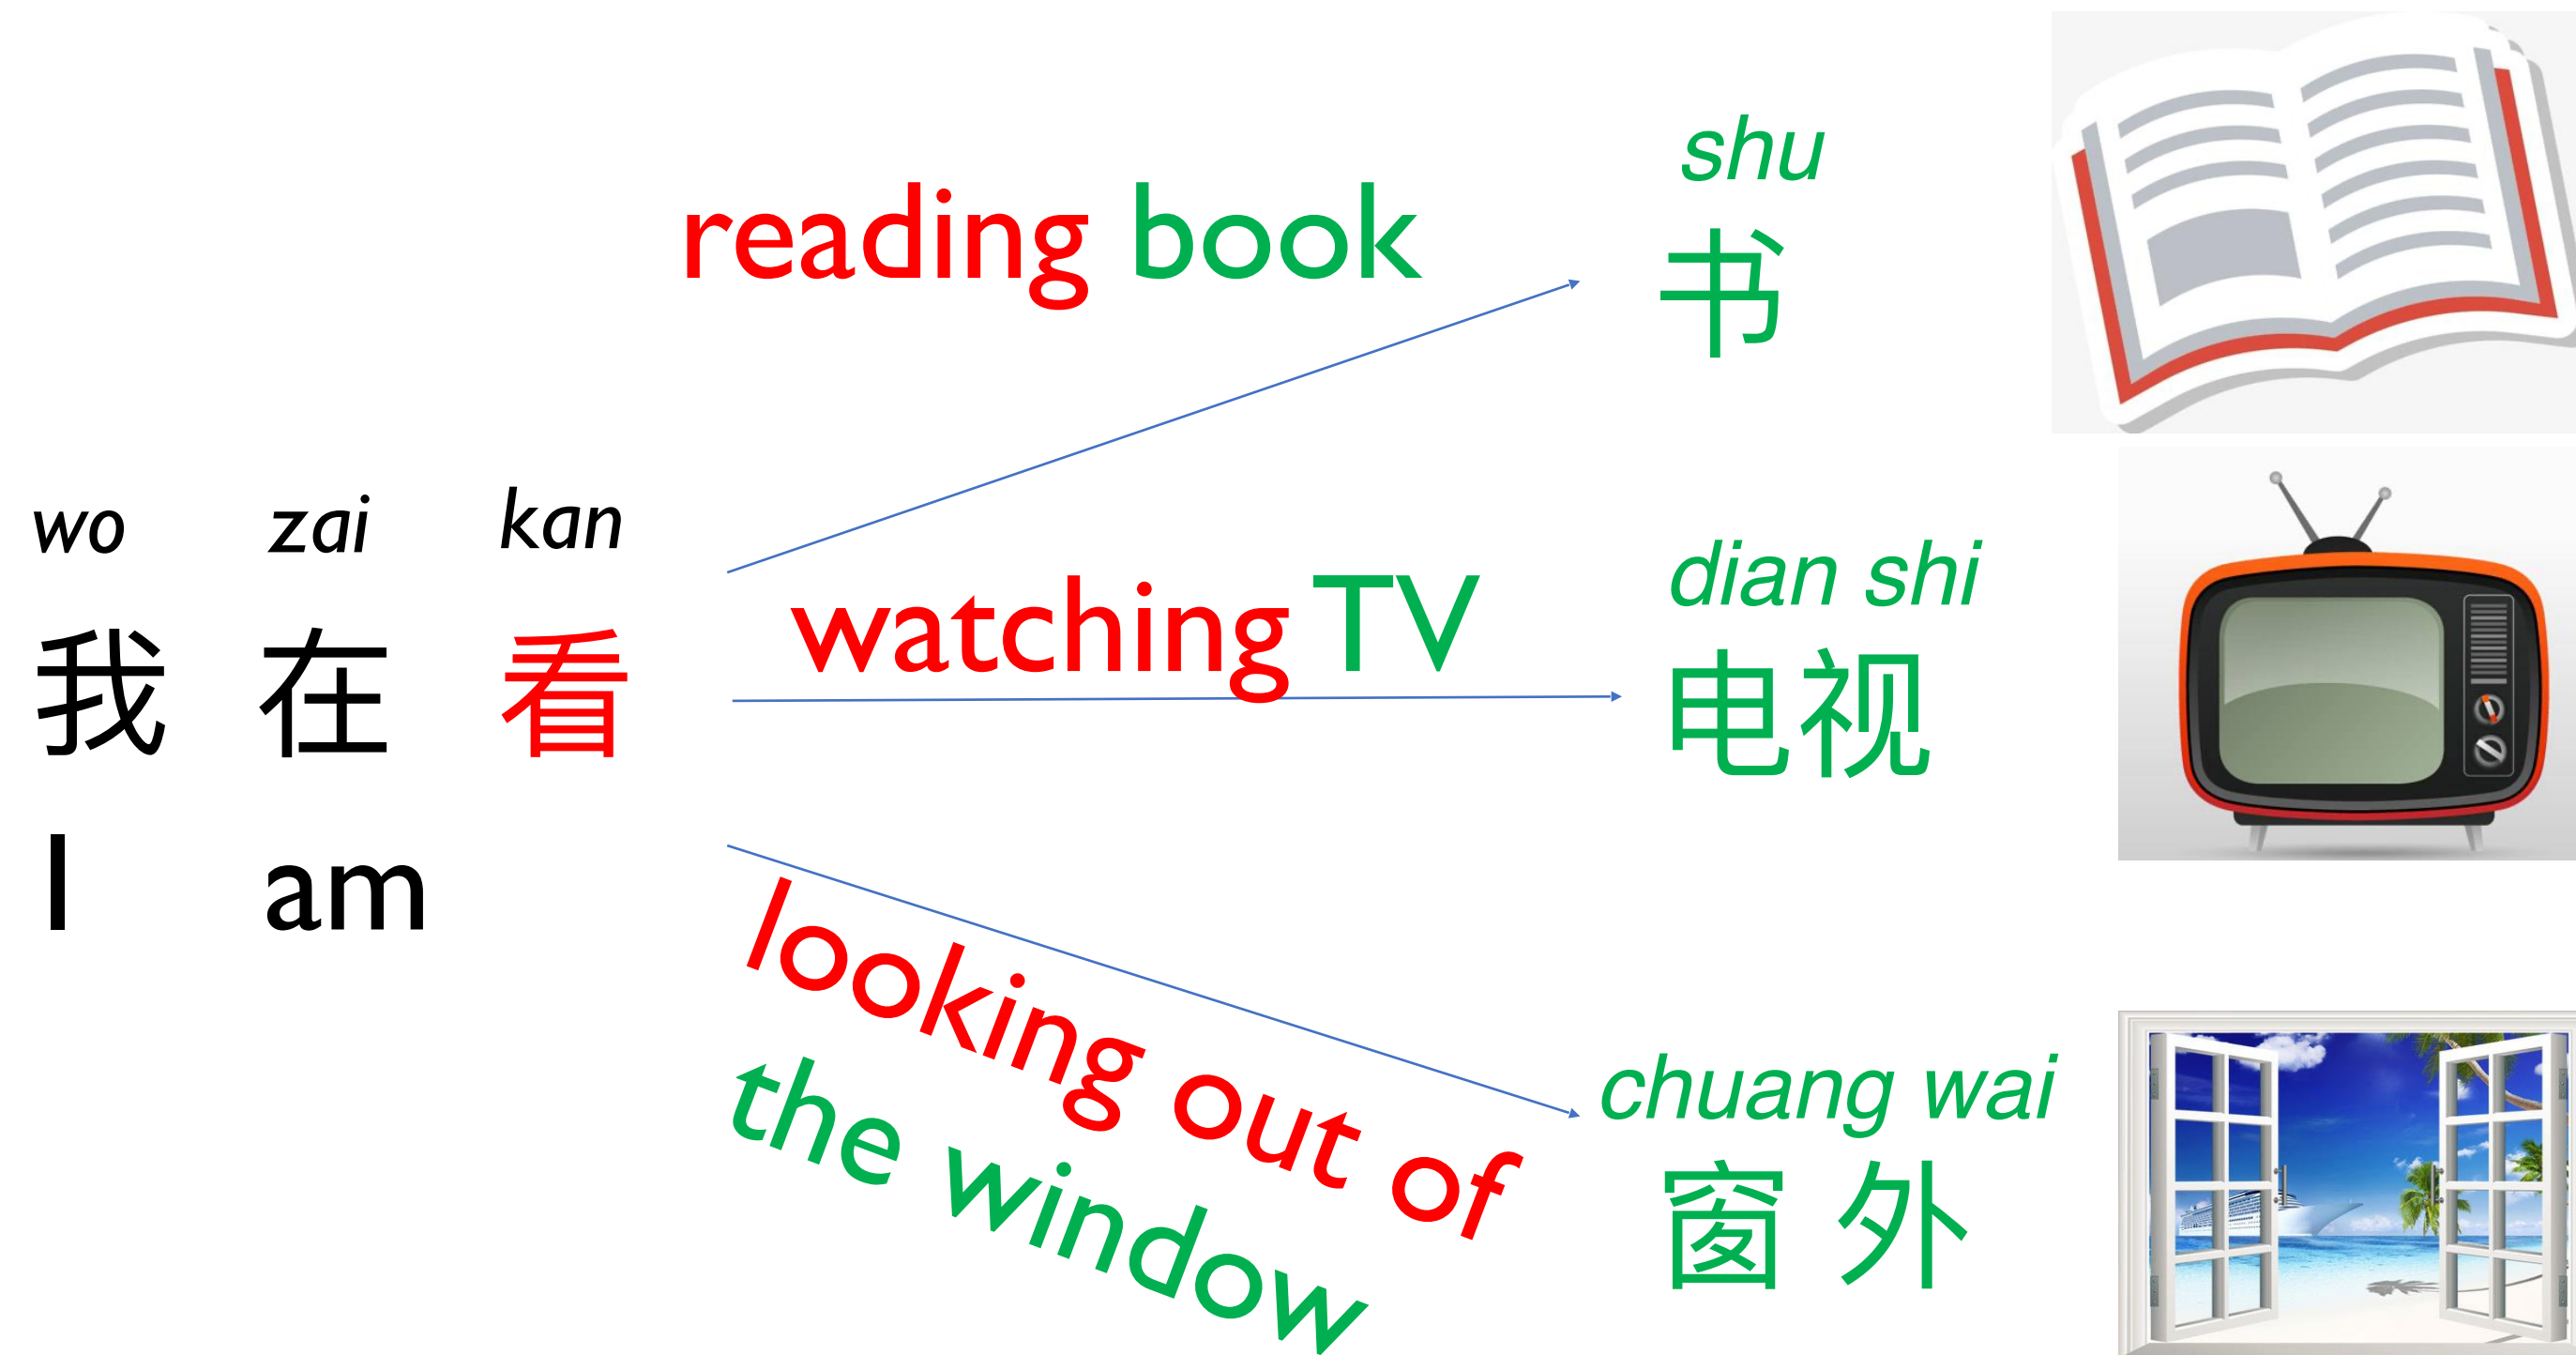 wo zai kan
我 在 看
I am
reading book
shu
书
watching TV
dian shi
电视
looking out of
the window
chuang wai
窗 外